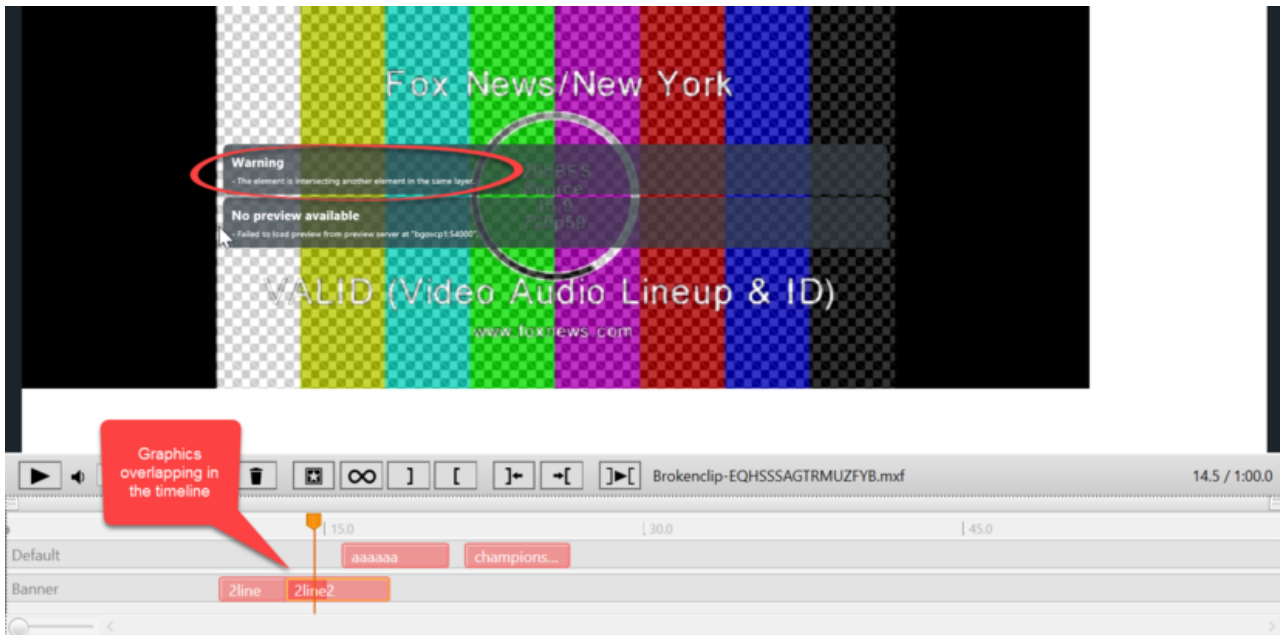 Fox News/New York
Warning
- The element is intersecting another element in the same layer.
No preview available
- Failed to load preview from preview server at "bgovcp1:54000".
VALID (Video Audio Lineup & ID)
www.foxnews.com
Graphics
overlapping in
the timeline
Brokenclip-EQHSSSAGTRMUZFYB.mxf
14.5 / 1:00.0
15.0
30.0
45.0
Default
aaaaaa
champions...
Banner
2line
2line2